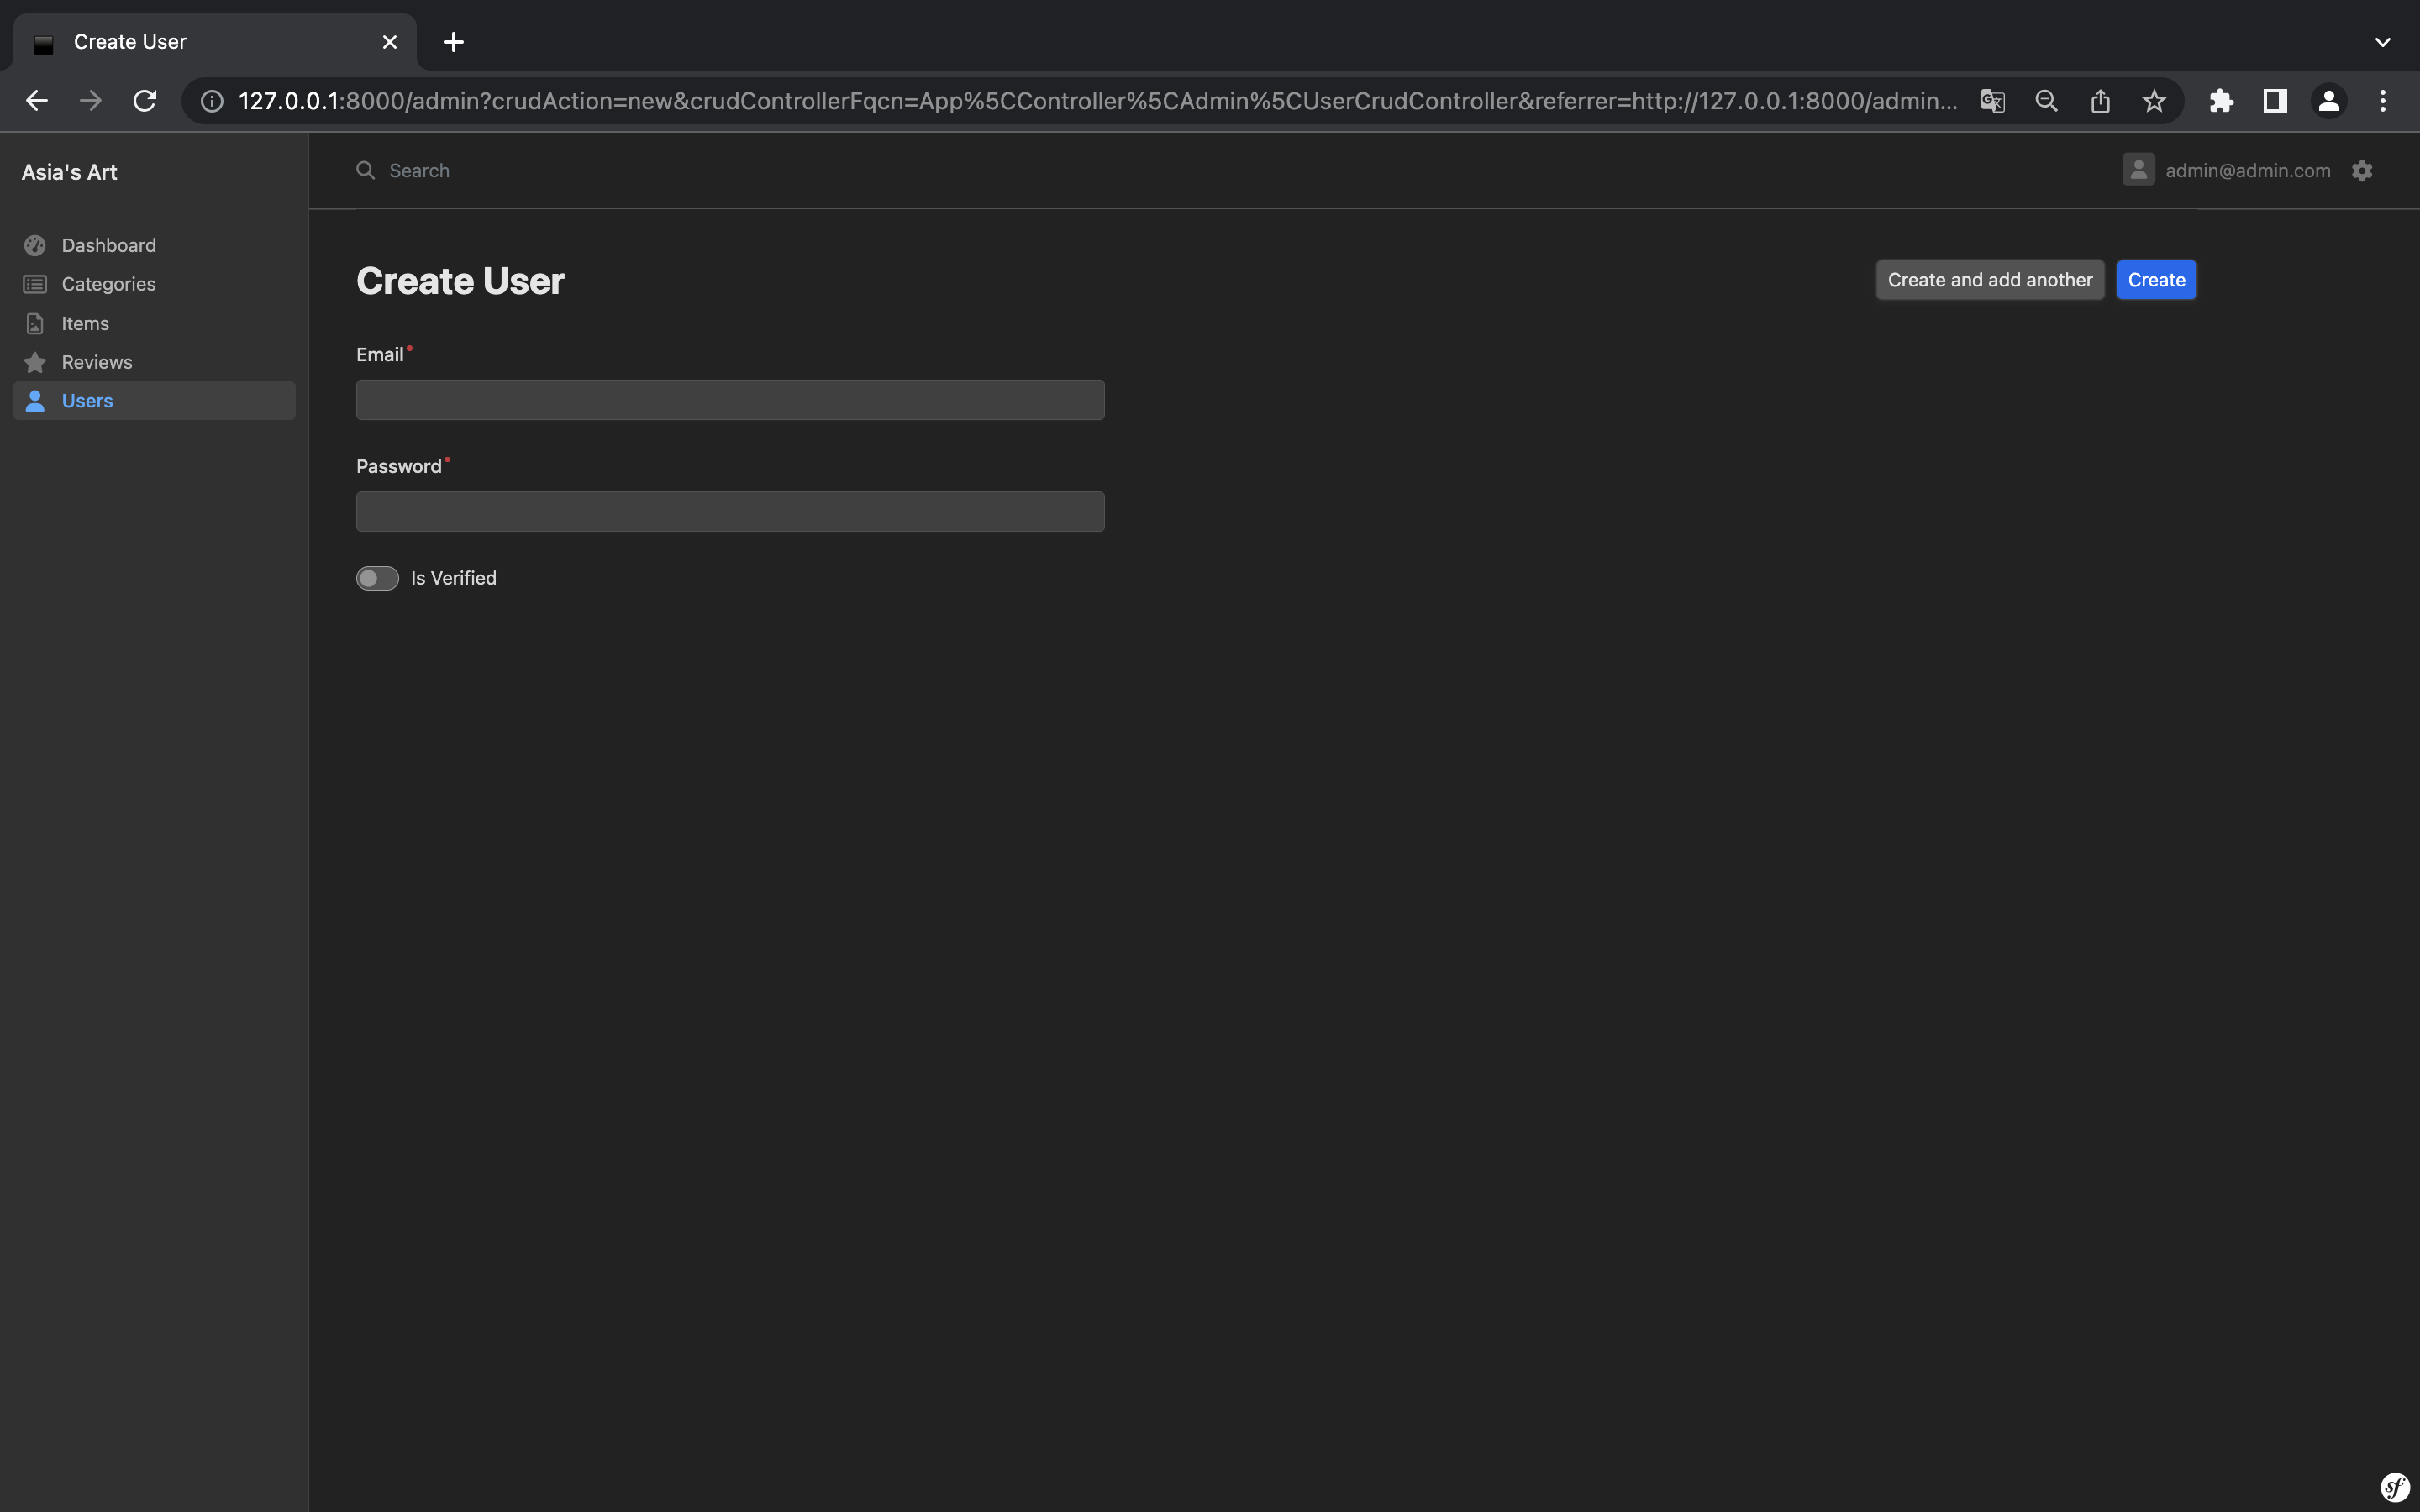 Create User
127.0.0.1:8000/admin?crudAction=new&crudControllerFqcn=App%5CController%5CAdmin%5CUserCrudController&referrer=http://127.0.0.1:8000/admin...
Asia's Art
Search
admin@admin.com
Dashboard
Categories
Items
Reviews
Users
Create User
Create and add another
Create
Email
Password
Is Verified
sf